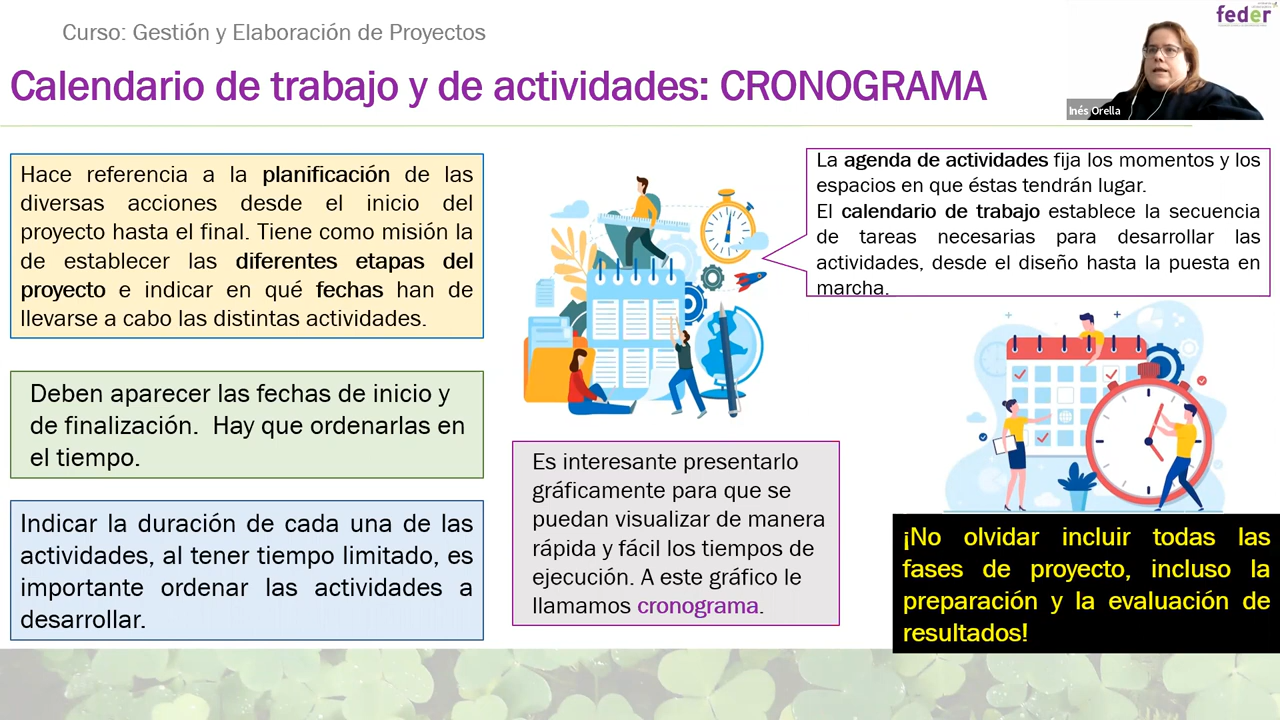 Curso: Gestión y Elaboración de Proyectos
feder
Calendario de trabajo y de actividades: CRONOGRAMA
Inés Orella
Hace referencia a la planificación de las
diversas acciones desde el inicio del
proyecto hasta el final. Tiene como misión la
de establecer las diferentes etapas del
proyecto e indicar en qué fechas han de
llevarse a cabo las distintas actividades.
La agenda de actividades fija los momentos y los
espacios en que éstas tendrán lugar.
El calendario de trabajo establece la secuencia
de tareas necesarias para desarrollar las
actividades, desde el diseño hasta la puesta en
marcha.
Deben aparecer las fechas de inicio y
de finalización. Hay que ordenarlas en
el tiempo.
Indicar la duración de cada una de las
actividades, al tener tiempo limitado, es
importante ordenar las actividades a
desarrollar.
Es interesante presentarlo
gráficamente para que se
puedan visualizar de manera
rápida y fácil los tiempos de
ejecución. A este gráfico le
llamamos cronograma.
¡No olvidar incluir todas las
fases de proyecto, incluso la
preparación y la evaluación de
resultados!